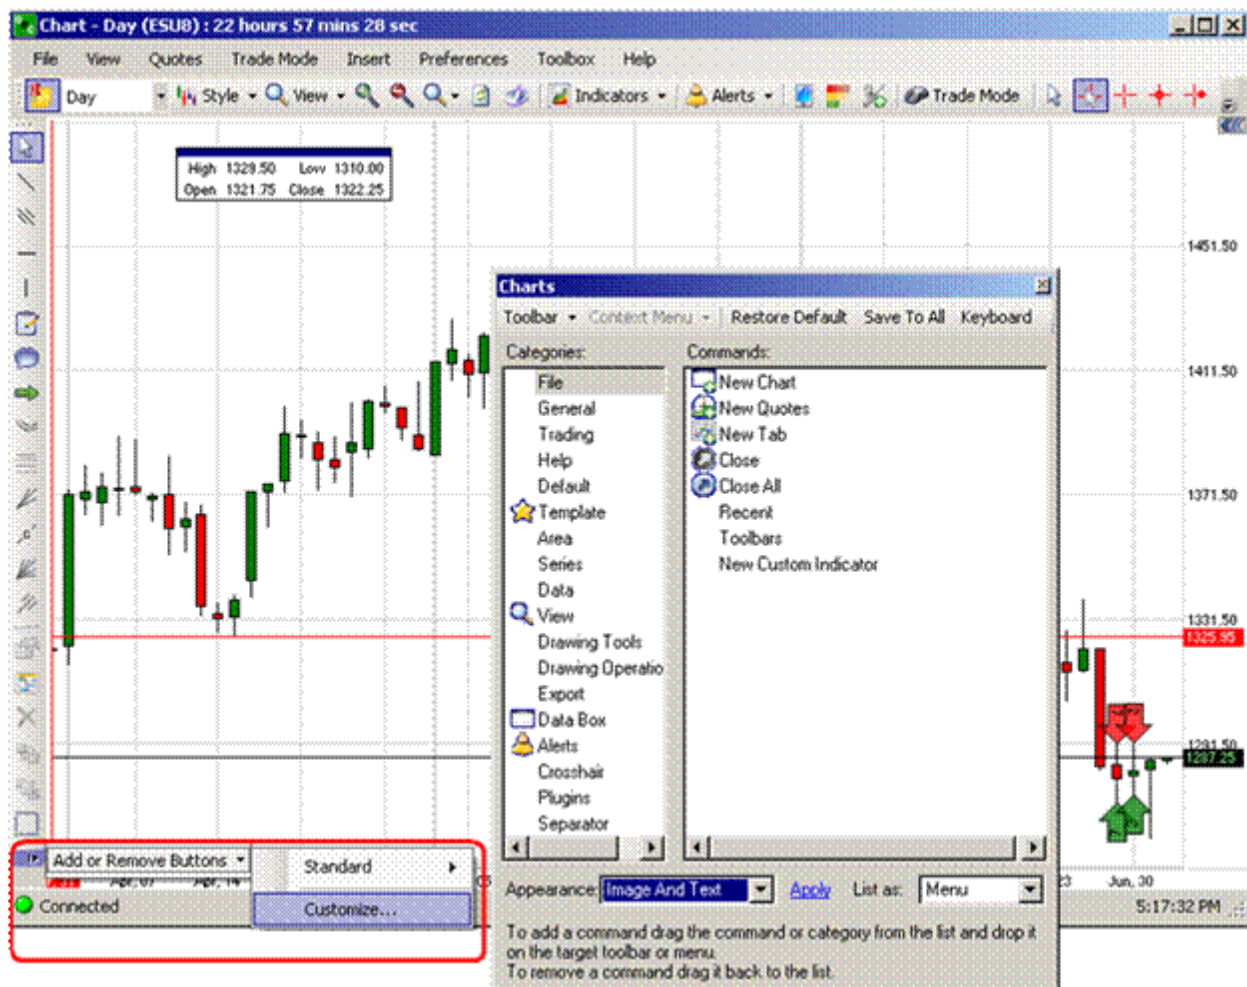 Chart - Day (ESU8) : 22 hours 57 mins 28 sec
File View Quotes Trade Mode Insert Preferences Toolbox Help
Day Style View Indicators Alerts Trade Mode
High 1329.50 Low 1310.00
Open 1321.75 Close 1322.25
1451.50
1411.50
1371.50
1331.50
1325.95
1291.50
1287.25
Charts
Toolbar Context Menu Restore Default Save To All Keyboard
Categories: Commands:
File New Chart
General New Quotes
Trading New Tab
Help Close
Default Close All
Template Recent
Area Toolbars
Series New Custom Indicator
Data
View
Drawing Tools
Drawing Operatio
Export
Data Box
Alerts
Crosshair
Plugins
Separator
Appearance: Image And Text Apply List as: Menu
To add a command drag the command or category from the list and drop it
on the target toolbar or menu.
To remove a command drag it back to the list.
Add or Remove Buttons Standard
Customize...
Apr, 07 Apr, 14 23 Jun, 30
Connected 5:17:32 PM